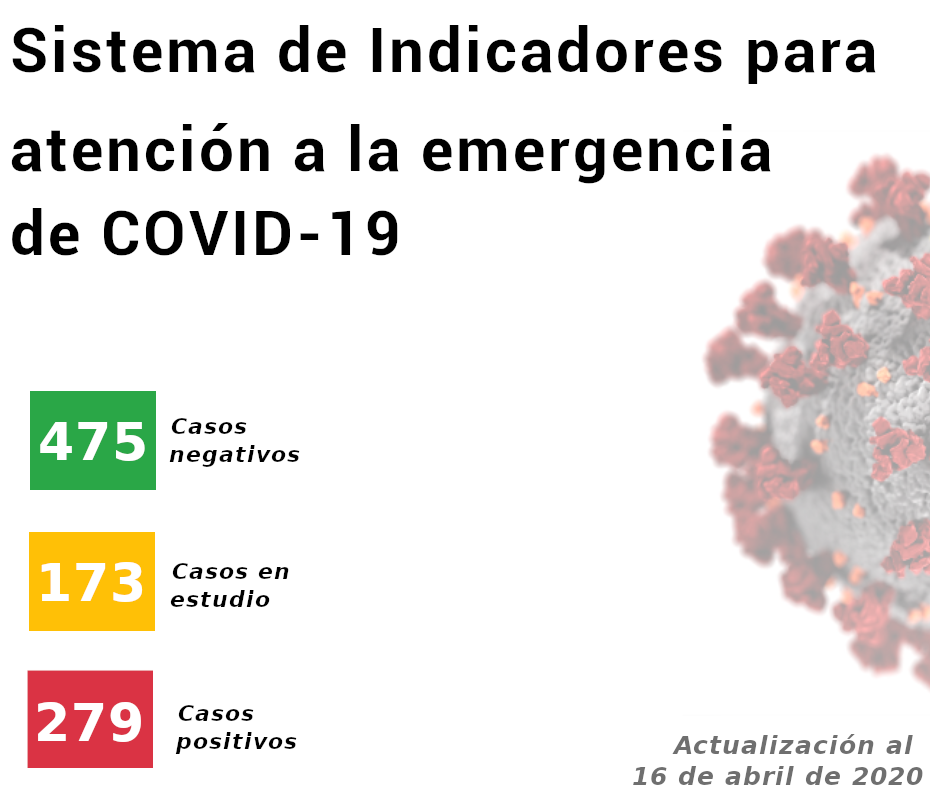 Sistema de Indicadores para
atención a la emergencia
de COVID-19
475
Casos
negativos
173
Casos en
estudio
279
Casos
positivos
Actualización al
16 de abril de 2020